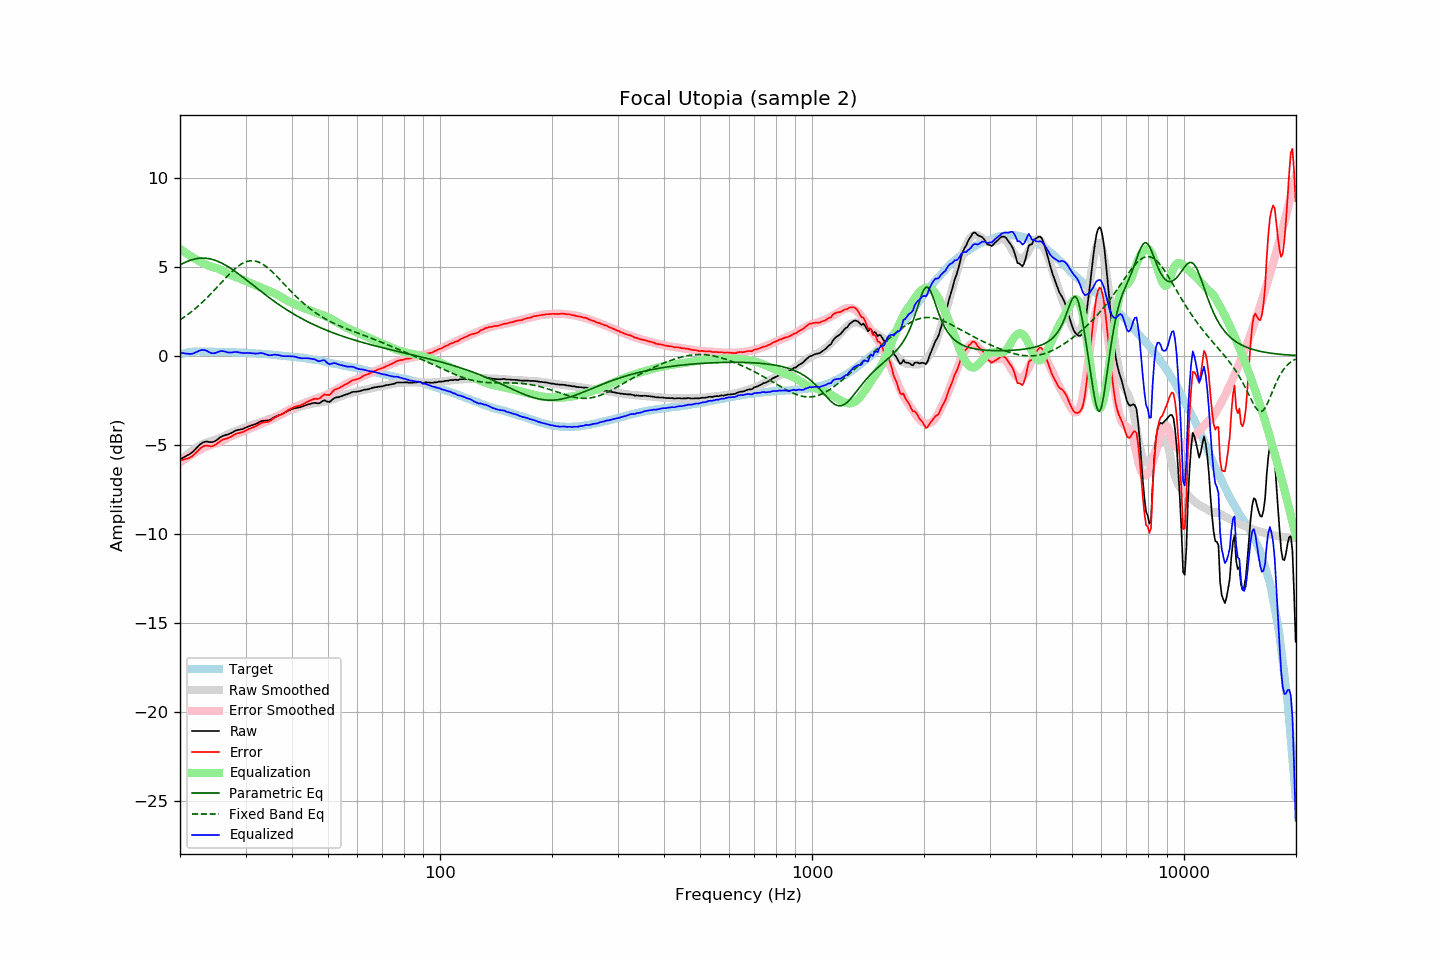 Focal Utopia (sample 2)
10
5
0
−5
−10
−15
−20
−25
Amplitude (dBr)
Target
Raw Smoothed
Error Smoothed
Raw
Error
Equalization
Parametric Eq
Fixed Band Eq
Equalized
100
1000
10000
Frequency (Hz)